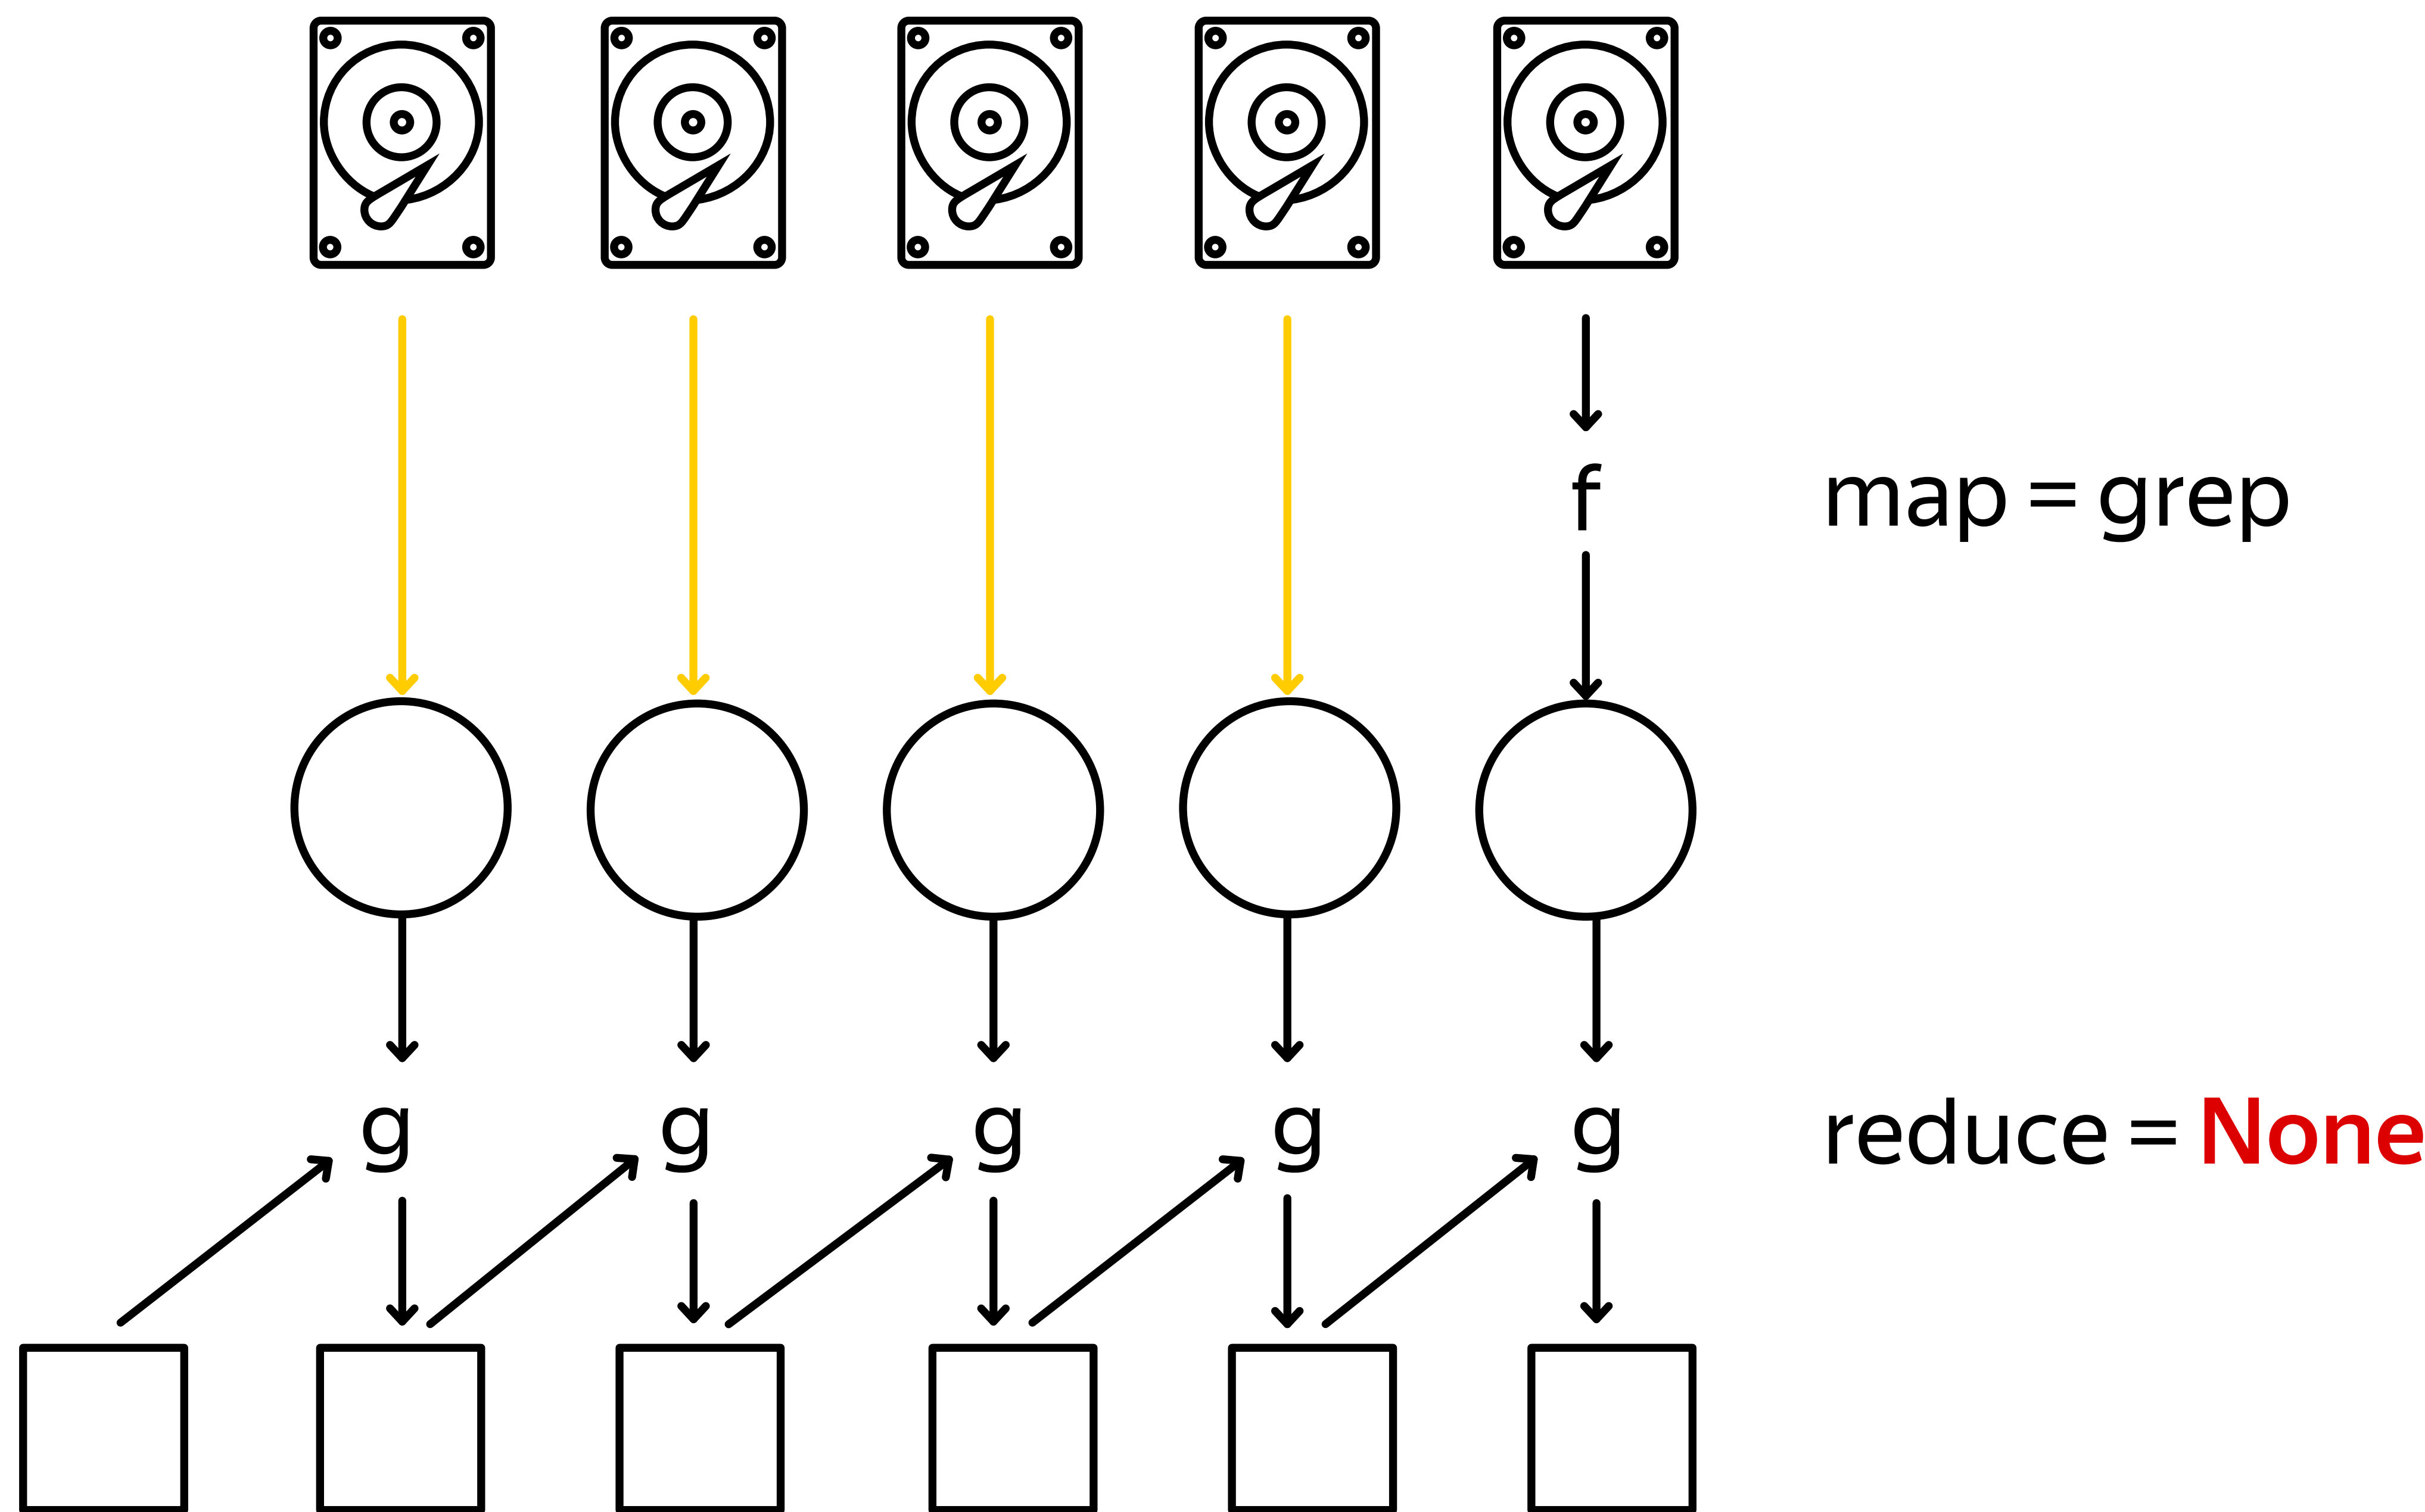 f
map = grep
g g g g g
reduce = None